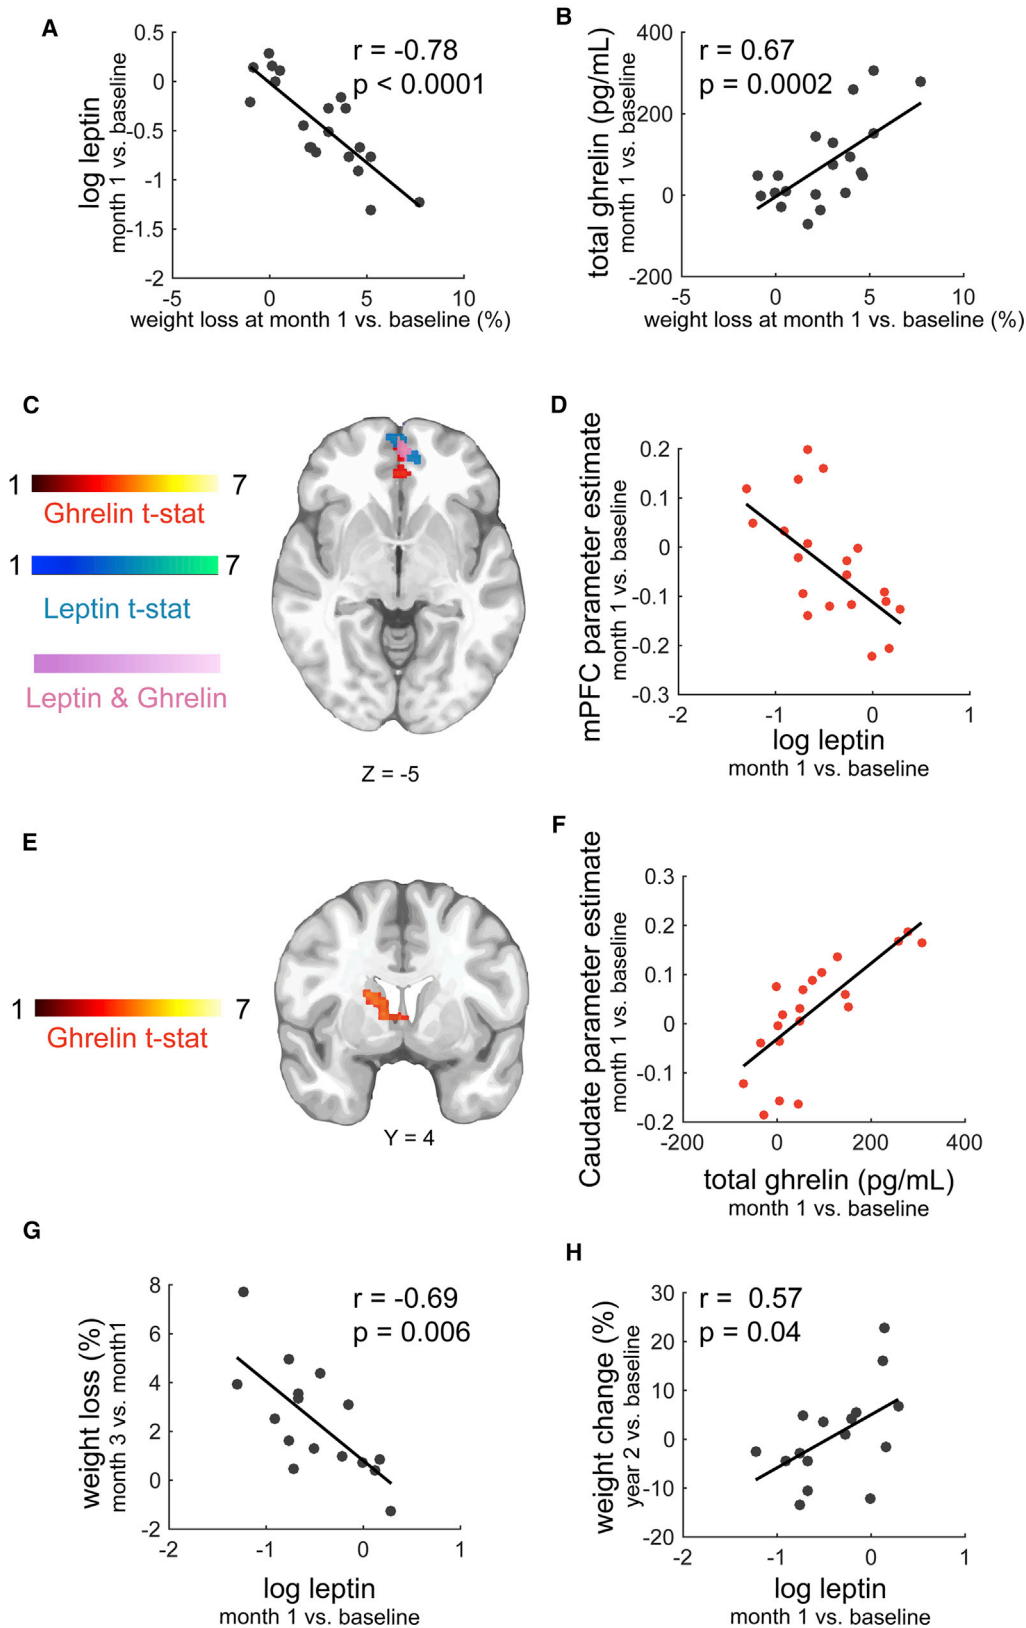 A
0.5
0
-0.5
-1
-1.5
-2
log leptin
month 1 vs. baseline
r = -0.78
p < 0.0001
-5
0
5
10
weight loss at month 1 vs. baseline (%)
B
400
200
0
-200
total ghrelin (pg/mL)
month 1 vs. baseline
r = 0.67
p = 0.0002
-5
0
5
10
weight loss at month 1 vs. baseline (%)
C
1
7
Ghrelin t-stat
1
7
Leptin t-stat
Leptin & Ghrelin
Z = -5
D
0.2
0.1
0
-0.1
-0.2
-0.3
mPFC parameter estimate
month 1 vs. baseline
-2
-1
0
1
log leptin
month 1 vs. baseline
E
1
7
Ghrelin t-stat
Y = 4
F
0.3
0.2
0.1
0
-0.1
-0.2
Caudate parameter estimate
month 1 vs. baseline
-200
0
200
400
total ghrelin (pg/mL)
month 1 vs. baseline
G
8
6
4
2
0
-2
weight loss (%)
month 3 vs. month1
r = -0.69
p = 0.006
-2
-1
0
1
log leptin
month 1 vs. baseline
H
30
20
10
0
-10
-20
weight change (%)
year 2 vs. baseline
r = 0.57
p = 0.04
-2
-1
0
1
log leptin
month 1 vs. baseline